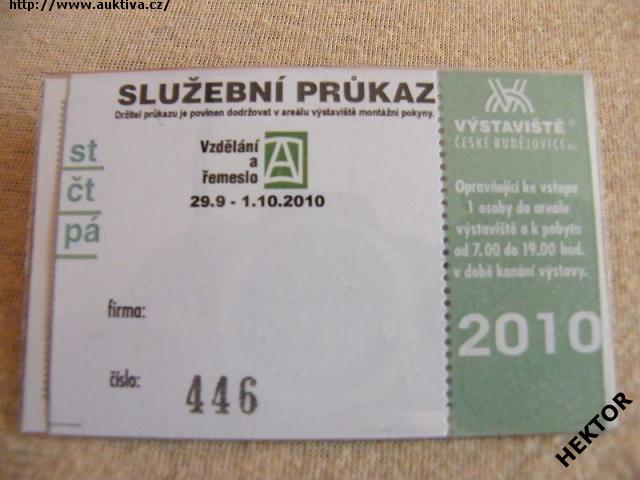 http://www.auktiva.cz/
SLUŽEBNÍ PRŮKAZ
Držitel průkazu je povinen dodržovat v areálu výstaviště montážní pokyny.
st
čt
pá
Vzdělání
a
řemeslo
29.9 - 1.10.2010
firma:
číslo:
446
VÝSTAVIŠTĚ
ČESKÉ BUDĚJOVICE a.s.
Opravňující ke vstupu
1 osoby do areálu
výstaviště a k pobytu
od 7.00 do 19.00 hod.
v době konání výstavy.
2010
HEKTOR